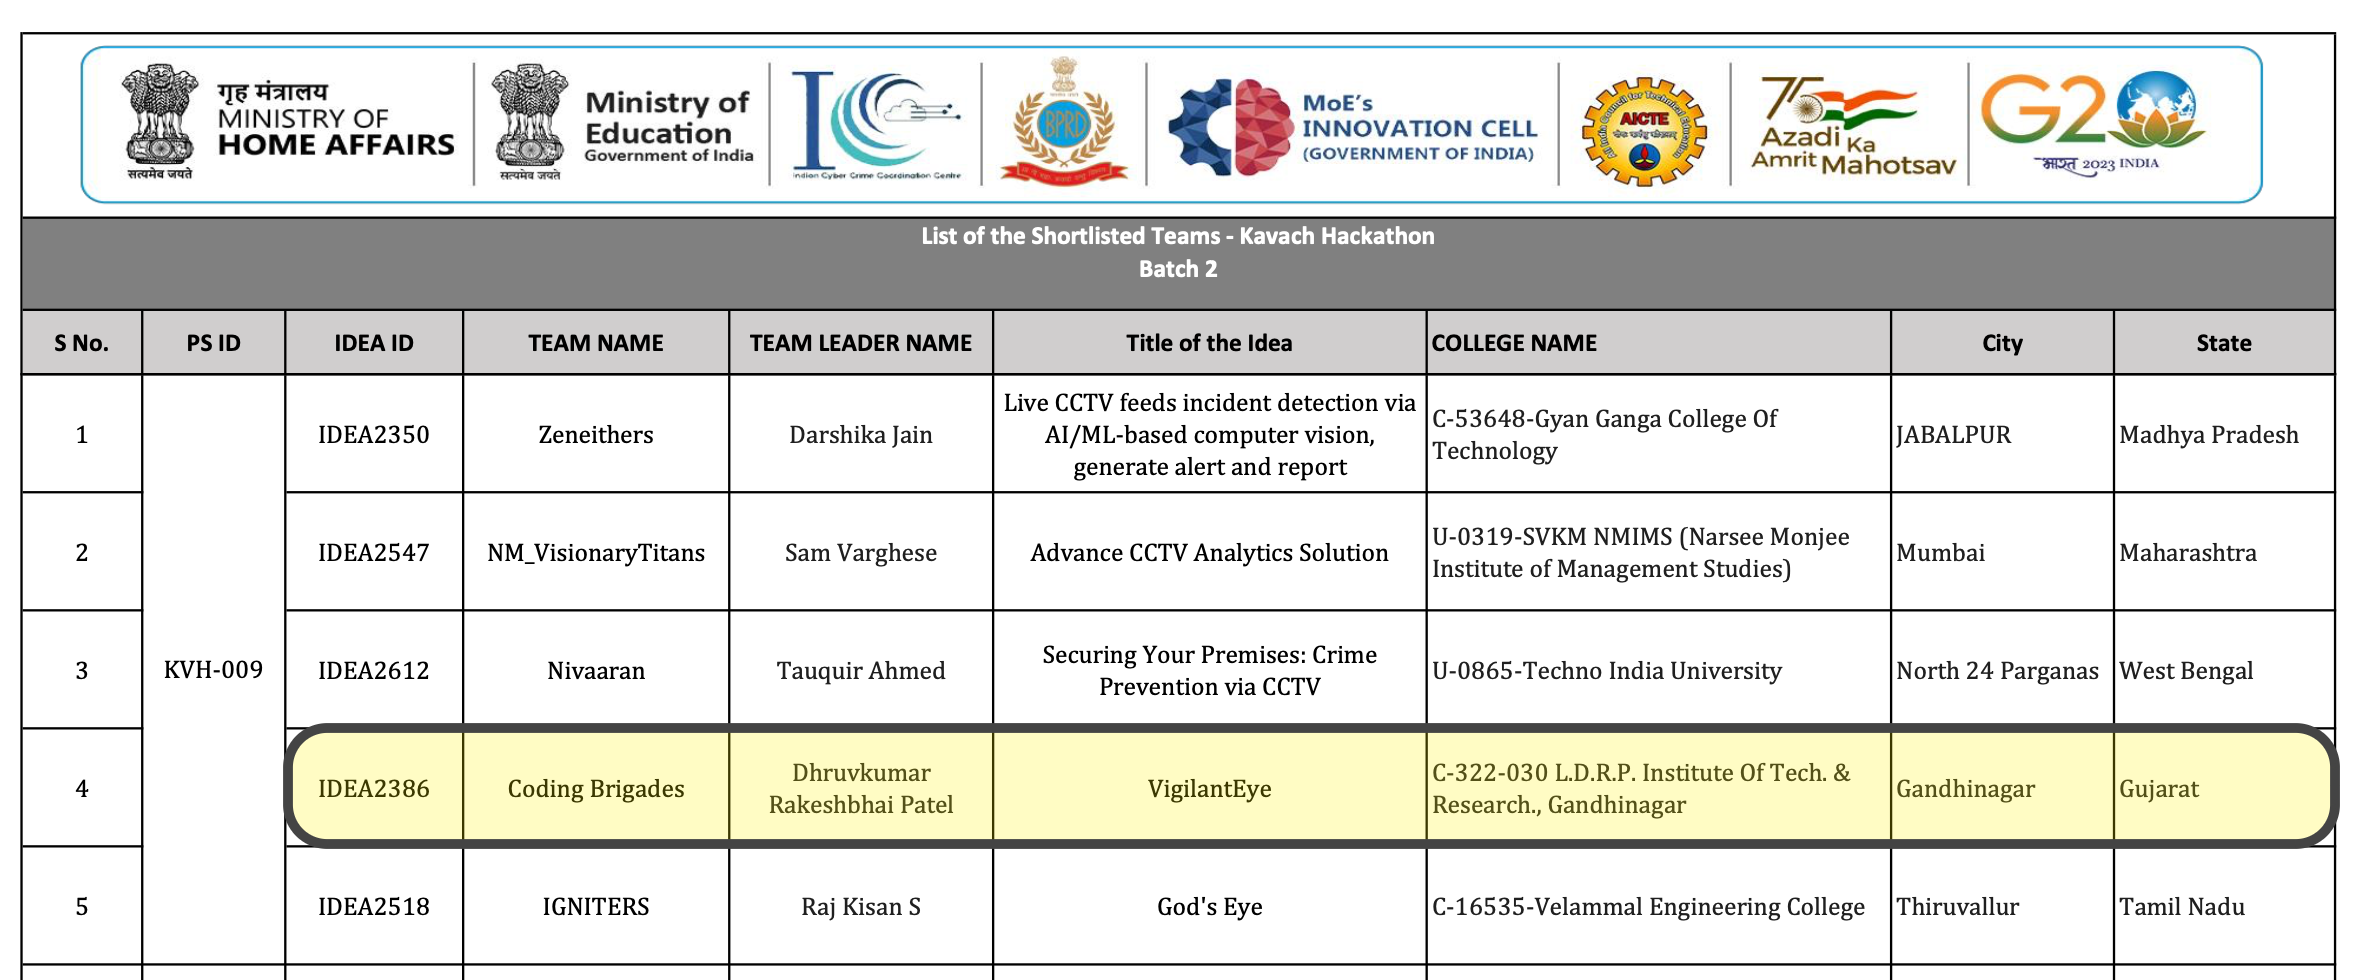 गृह मंत्रालय
MINISTRY OF
HOME AFFAIRS
सत्यमेव जयते
Ministry of
Education
Government of India
सत्यमेव जयते
Indian Cyber Crime Coordination Centre
BPRD
MoE's
INNOVATION CELL
(GOVERNMENT OF INDIA)
All India Council for Technical Education
AICTE
75
Azadi Ka
Amrit Mahotsav
G20
भारत 2023 INDIA
List of the Shortlisted Teams - Kavach Hackathon
Batch 2
S No. PS ID IDEA ID TEAM NAME TEAM LEADER NAME Title of the Idea COLLEGE NAME City State
KVH-009
1 IDEA2350 Zeneithers Darshika Jain
Live CCTV feeds incident detection via
AI/ML-based computer vision,
generate alert and report
C-53648-Gyan Ganga College Of
Technology
JABALPUR Madhya Pradesh
2 IDEA2547 NM_VisionaryTitans Sam Varghese Advance CCTV Analytics Solution
U-0319-SVKM NMIMS (Narsee Monjee
Institute of Management Studies)
Mumbai Maharashtra
3 IDEA2612 Nivaaran Tauquir Ahmed
Securing Your Premises: Crime
Prevention via CCTV
U-0865-Techno India University North 24 Parganas West Bengal
4 IDEA2386 Coding Brigades
Dhruvkumar
Rakeshbhai Patel
VigilantEye
C-322-030 L.D.R.P. Institute Of Tech. &
Research., Gandhinagar
Gandhinagar Gujarat
5 IDEA2518 IGNITERS Raj Kisan S God's Eye C-16535-Velammal Engineering College Thiruvallur Tamil Nadu